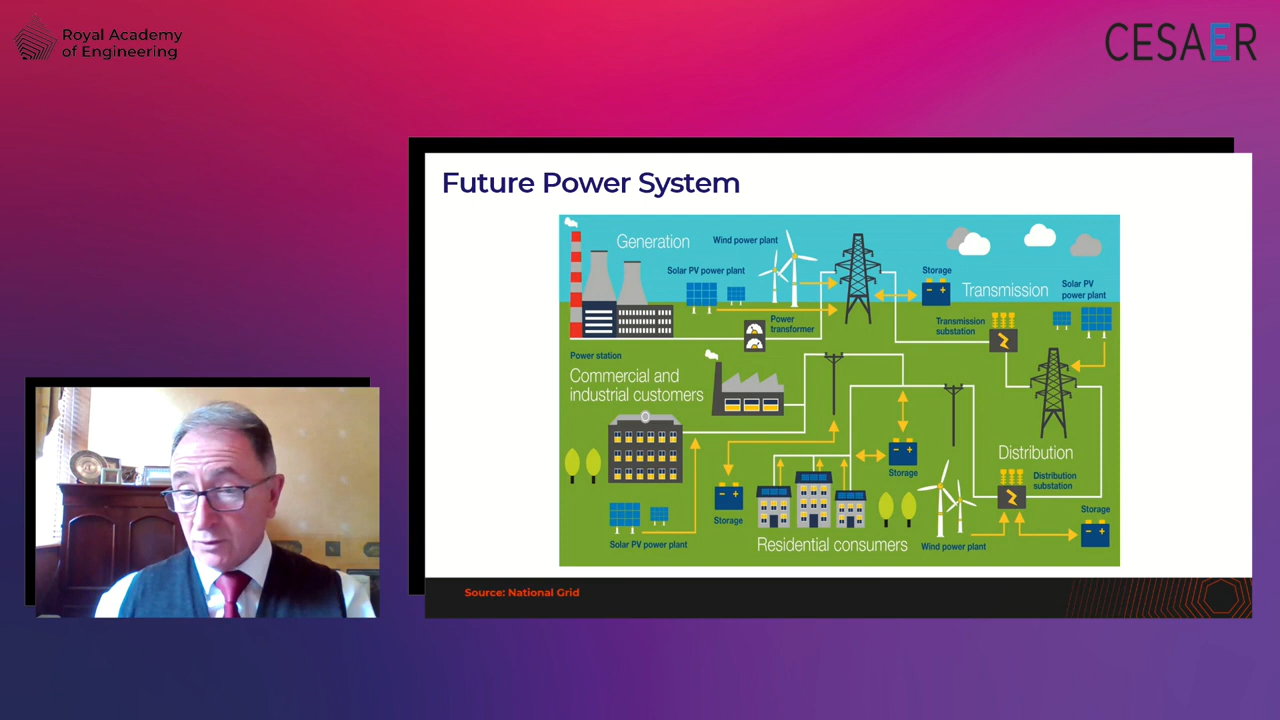 Royal Academy
of Engineering
CESAER
Future Power System
Generation
Wind power plant
Solar PV power plant
Storage
Transmission
Solar PV
power plant
Power
transformer
Transmission
substation
Power station
Commercial and
industrial customers
Distribution
Storage
Distribution
substation
Storage
Storage
Solar PV power plant
Residential consumers
Wind power plant
Source: National Grid